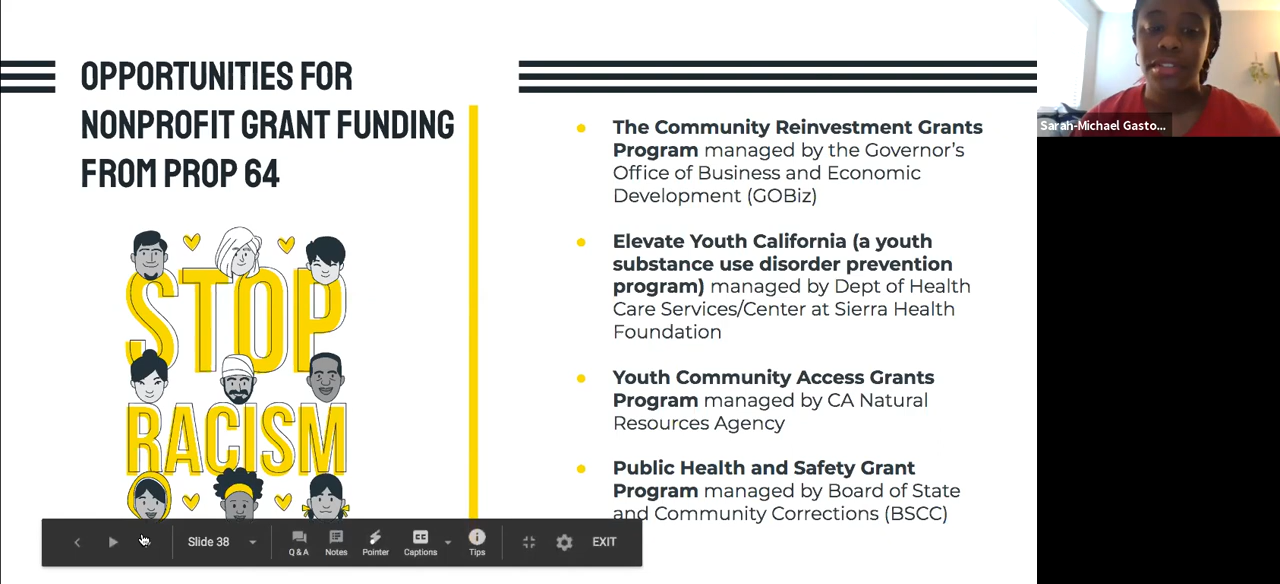 OPPORTUNITIES FOR
NONPROFIT GRANT FUNDING
FROM PROP 64
STOP
RACISM
The Community Reinvestment Grants
Program managed by the Governor's
Office of Business and Economic
Development (GOBiz)
Elevate Youth California (a youth
substance use disorder prevention
program) managed by Dept of Health
Care Services/Center at Sierra Health
Foundation
Youth Community Access Grants
Program managed by CA Natural
Resources Agency
Public Health and Safety Grant
Program managed by Board of State
and Community Corrections (BSCC)
Sarah-Michael Gasto...
Slide 38
Q & A
Notes
Pointer
CC
Captions
Tips
EXIT